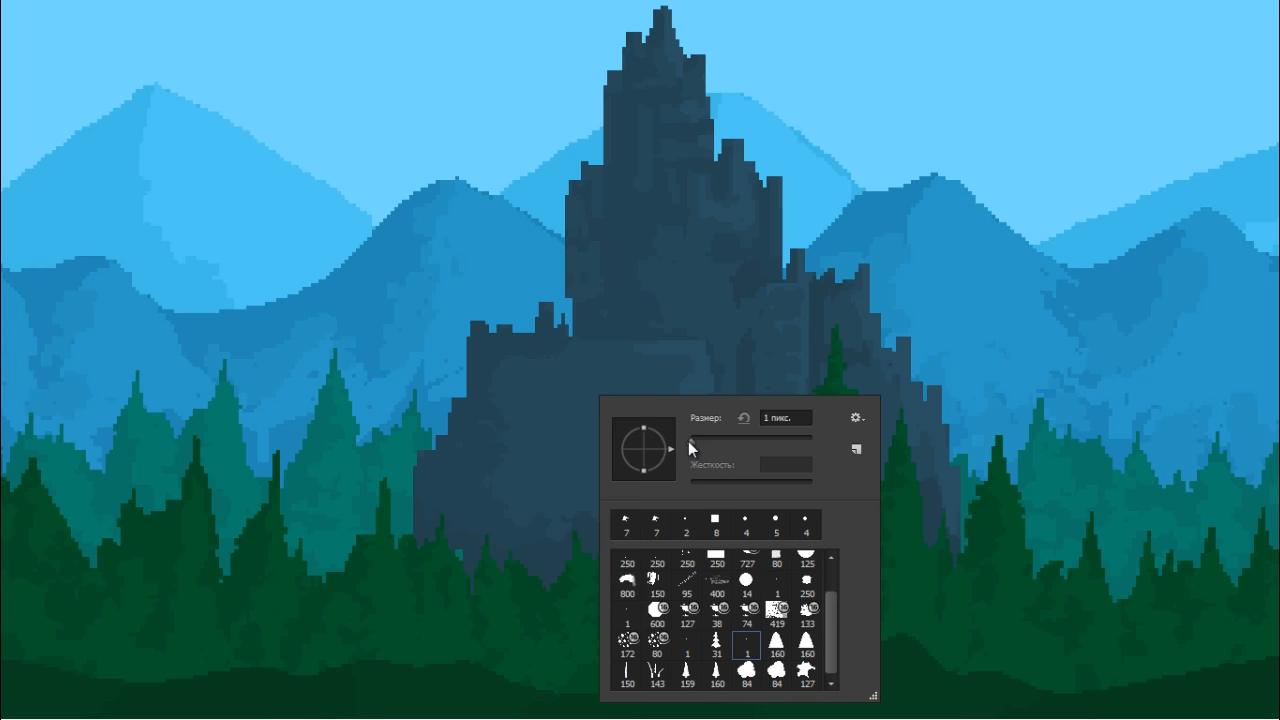 Размер:
1 пикс.
Жесткость:
7 7 2 8 4 5 4
250 250 250 250 727 80 125
800 150 95 400 14 1 250
1 600 127 38 74 419 133
172 80 1 31 1 160 160
150 143 159 160 84 84 127